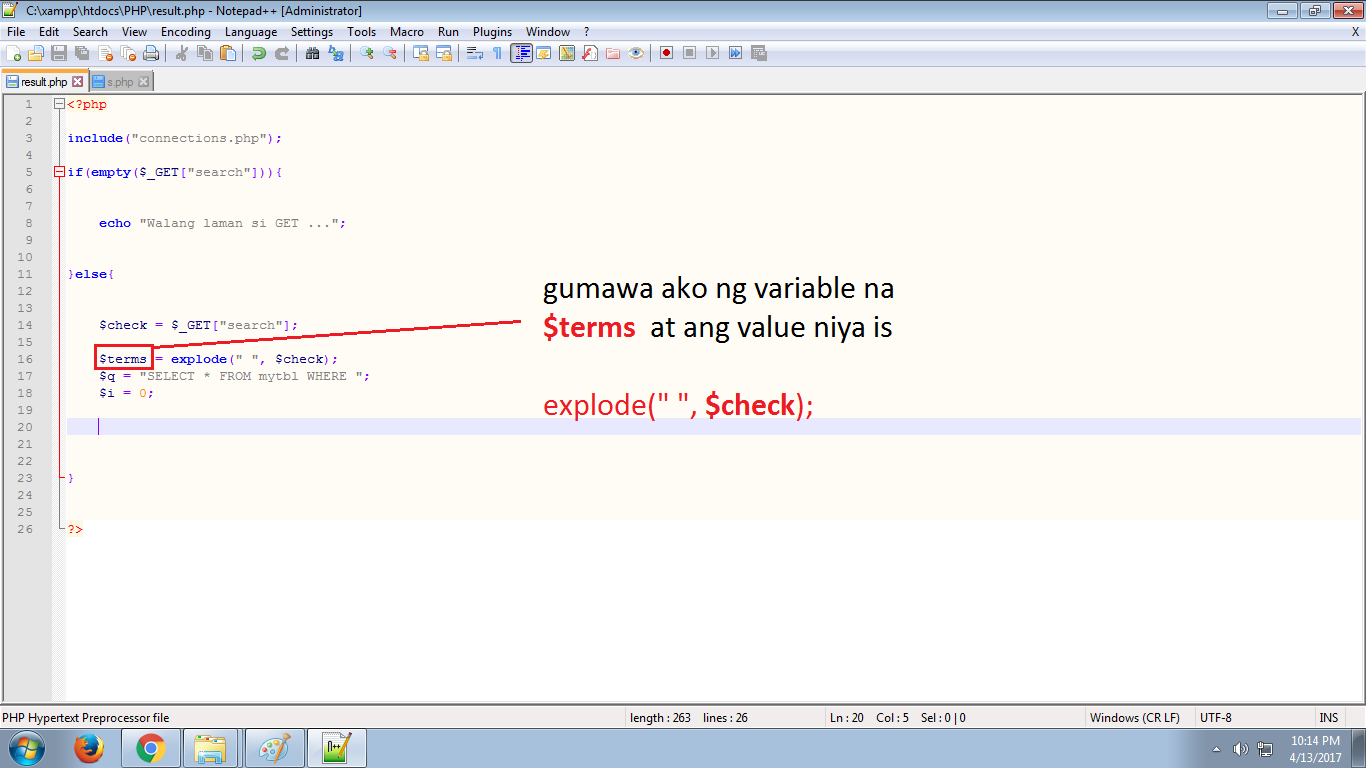 C:\xampp\htdocs\PHP\result.php - Notepad++ [Administrator]
File Edit Search View Encoding Language Settings Tools Macro Run Plugins Window ? X
result.php s.php
1 <?php
2
3 include("connections.php");
4
5 if(empty($_GET["search"])){
6
7
8 echo "Walang laman si GET ...";
9
10
11 }else{
12
13
14 $check = $_GET["search"];
15
16 $terms = explode(" ", $check);
17 $q = "SELECT * FROM mytbl WHERE ";
18 $i = 0;
19
20
21
22
23 }
24
25
26 ?>
gumawa ako ng variable na
$terms at ang value niya is
explode(" ", $check);
PHP Hypertext Preprocessor file length : 263 lines : 26 Ln : 20 Col : 5 Sel : 0 | 0 Windows (CR LF) UTF-8 INS
10:14 PM
4/13/2017